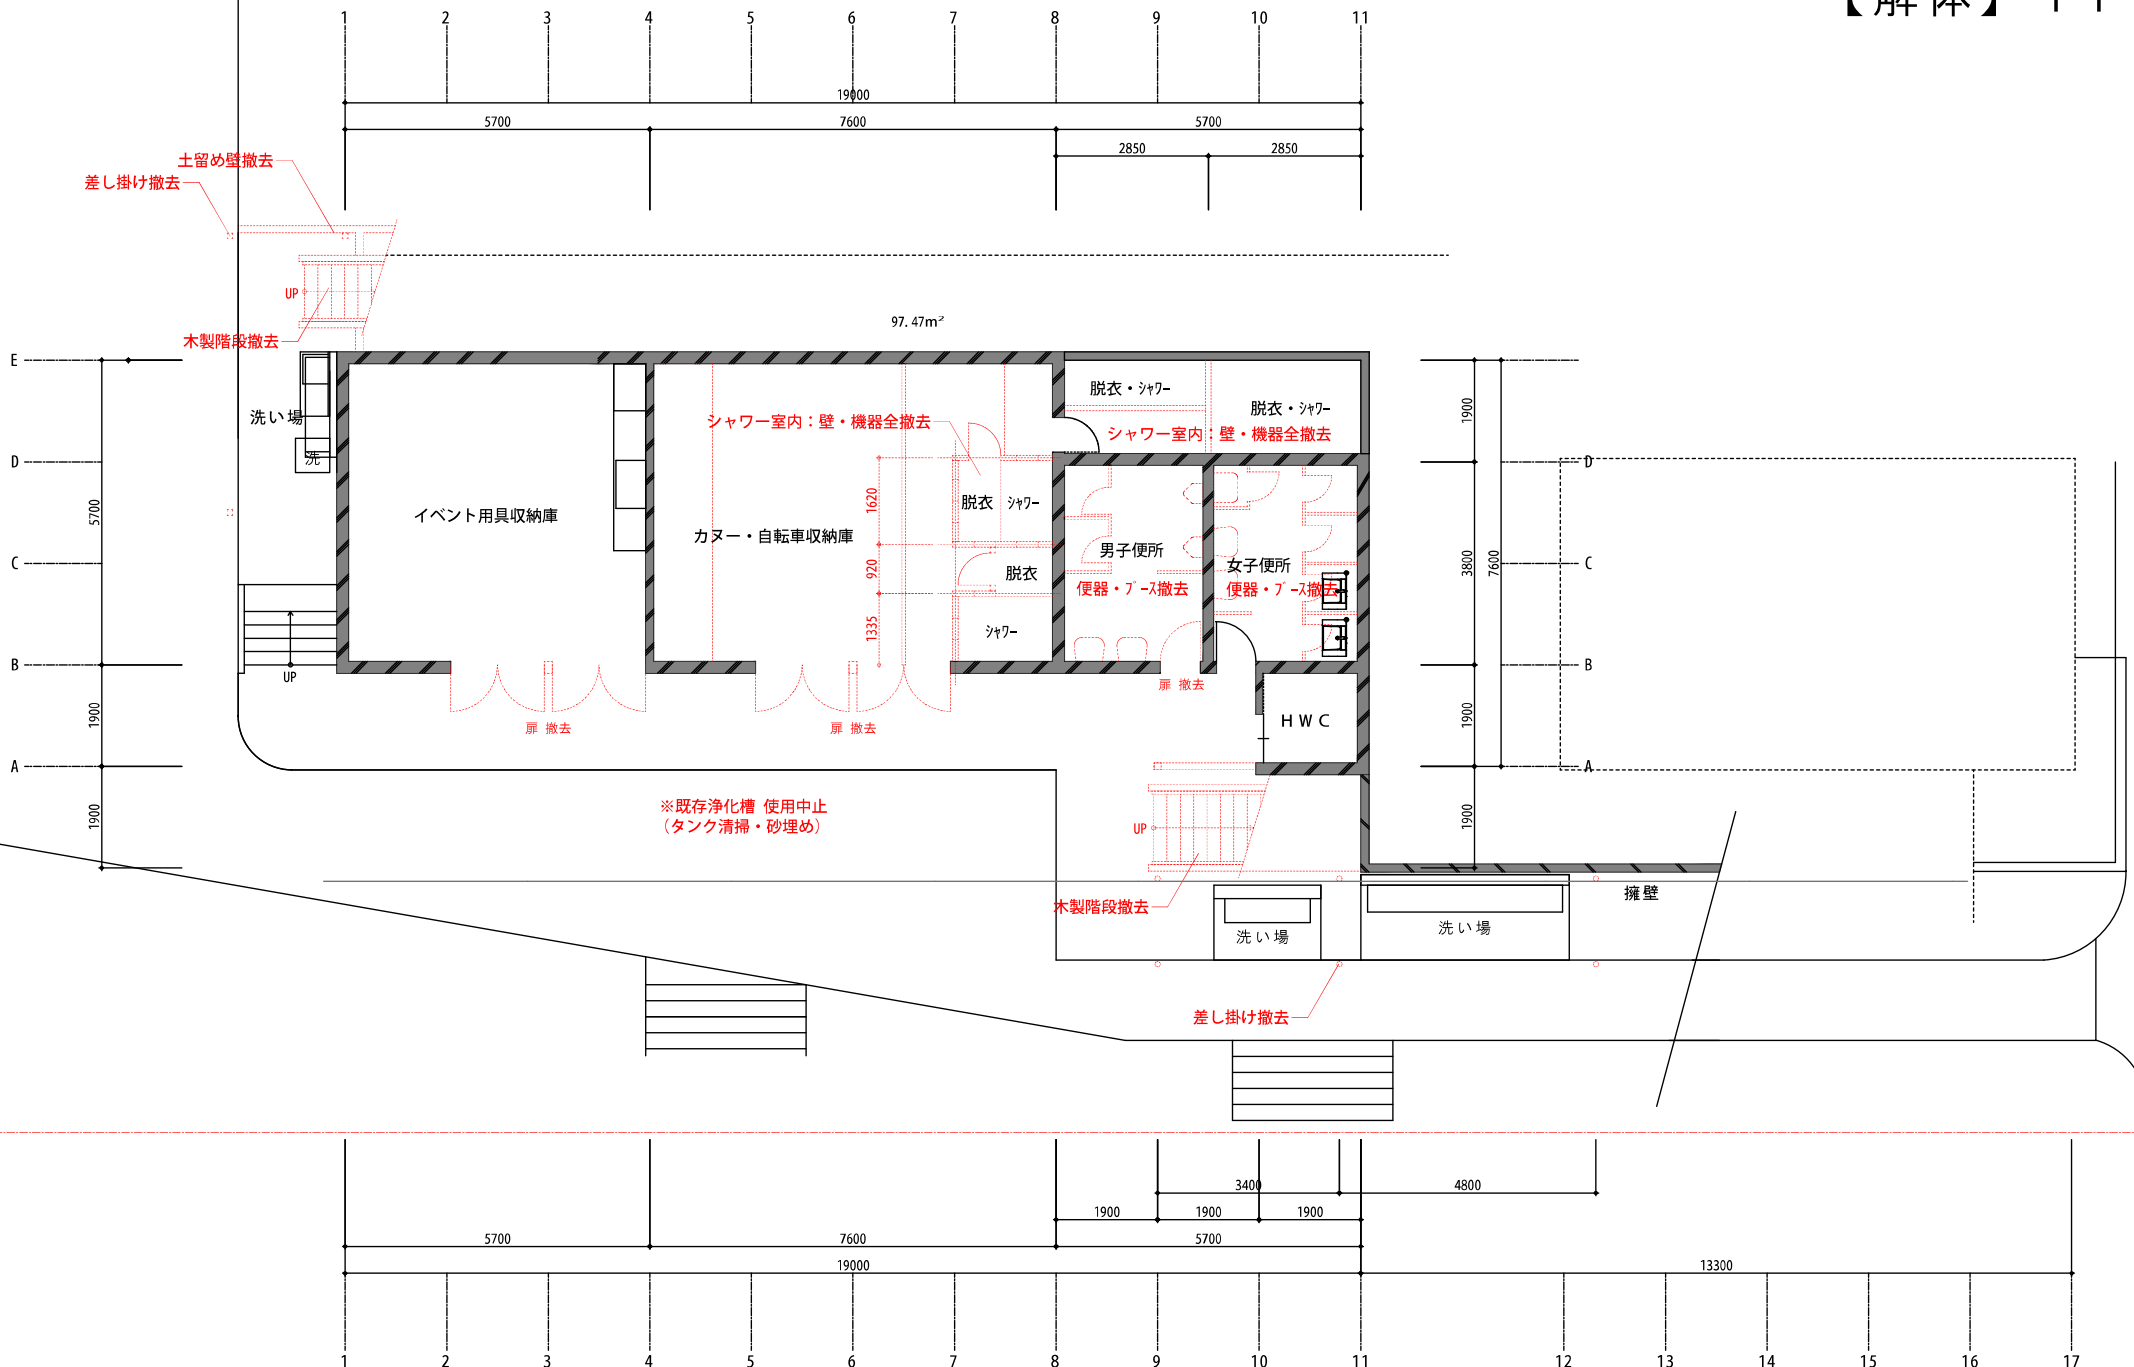 【解体】
1 2 3 4 5 6 7 8 9 10 11
19000
5700 7600 5700
2850 2850
土留め壁撤去
差し掛け撤去
UP
木製階段撤去
97.47m²
E
D
C
B
A
5700
1900
1900
洗い場
洗
UP
イベント用具収納庫
カヌー・自転車収納庫
シャワー室内：壁・機器全撤去
1620
920
1335
脱衣 シャワー
脱衣
シャワー
脱衣・シャワー
脱衣・シャワー
シャワー室内：壁・機器全撤去
男子便所
便器・ブース撤去
女子便所
便器・ブース撤去
扉 撤去
扉 撤去
扉 撤去
HWC
※既存浄化槽 使用中止
（タンク清掃・砂埋め）
UP
木製階段撤去
1900
3800
7600
1900
1900
D
C
B
A
擁壁
洗い場
洗い場
差し掛け撤去
3400 4800
1900 1900 1900
5700 7600 5700
19000 13300
1 2 3 4 5 6 7 8 9 10 11 12 13 14 15 16 17